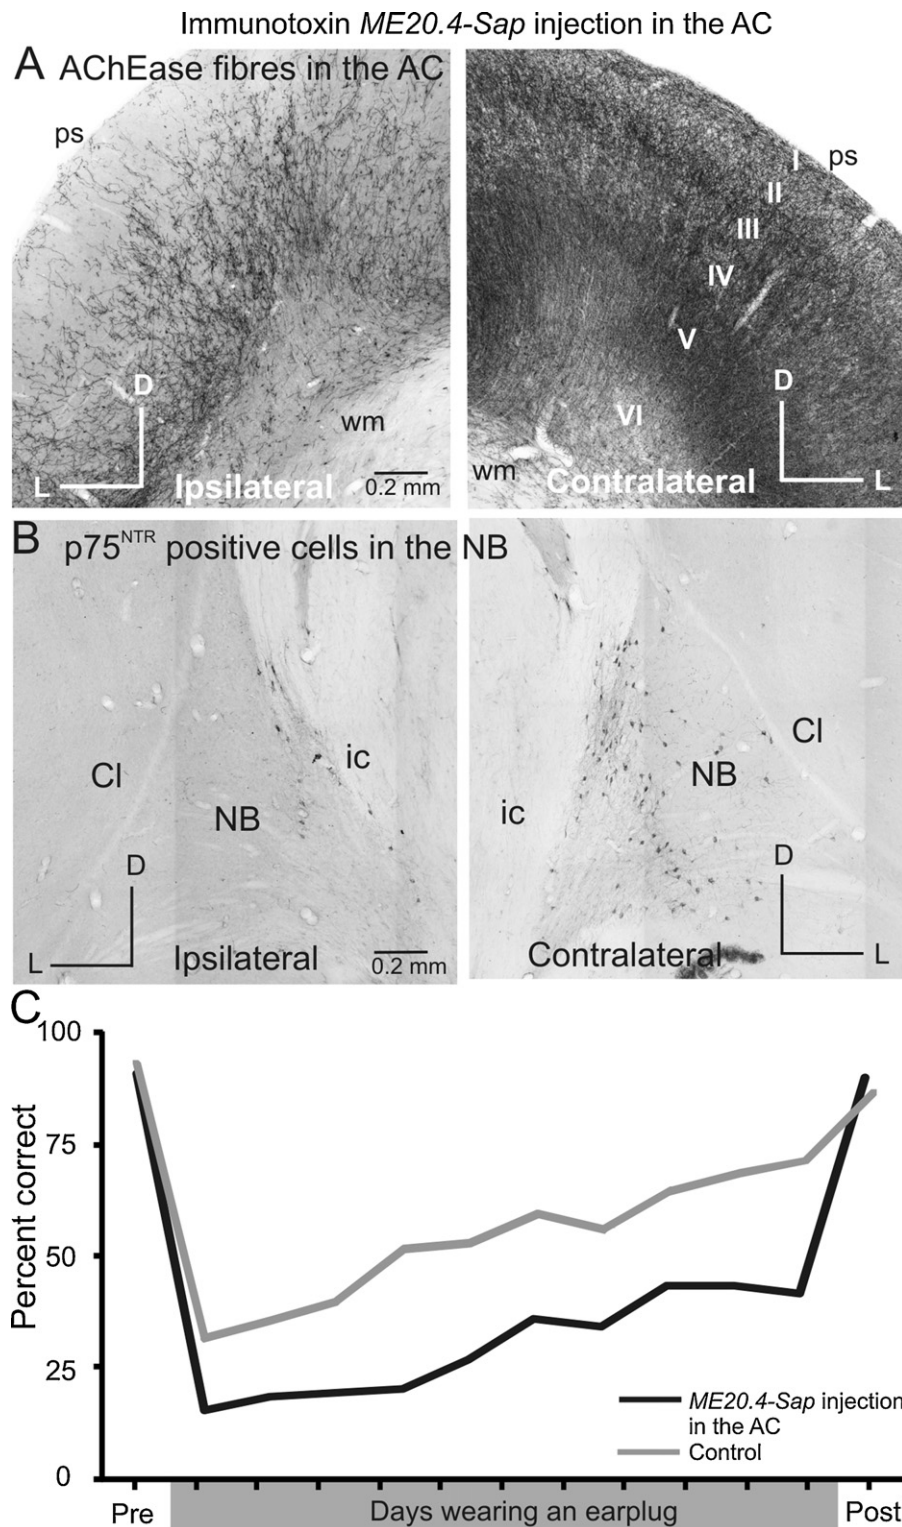 Immunotoxin ME20.4-Sap injection in the AC
A AChEase fibres in the AC
ps
D
L
wm
Ipsilateral
0.2 mm
I
ps
II
III
IV
V
VI
D
wm
Contralateral
L
B p75NTR positive cells in the NB
Cl
NB
ic
D
L
Ipsilateral
0.2 mm
Cl
NB
ic
D
Contralateral
L
C
100
75
50
25
0
Percent correct
ME20.4-Sap injection
in the AC
Control
Pre
Days wearing an earplug
Post